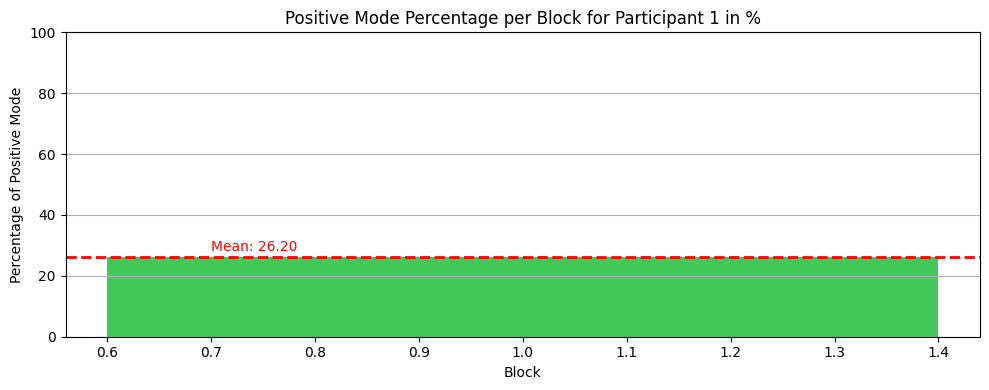 Positive Mode Percentage per Block for Participant 1 in %
Percentage of Positive Mode
100
80
60
40
20
0
Mean: 26.20
0.6 0.7 0.8 0.9 1.0 1.1 1.2 1.3 1.4
Block